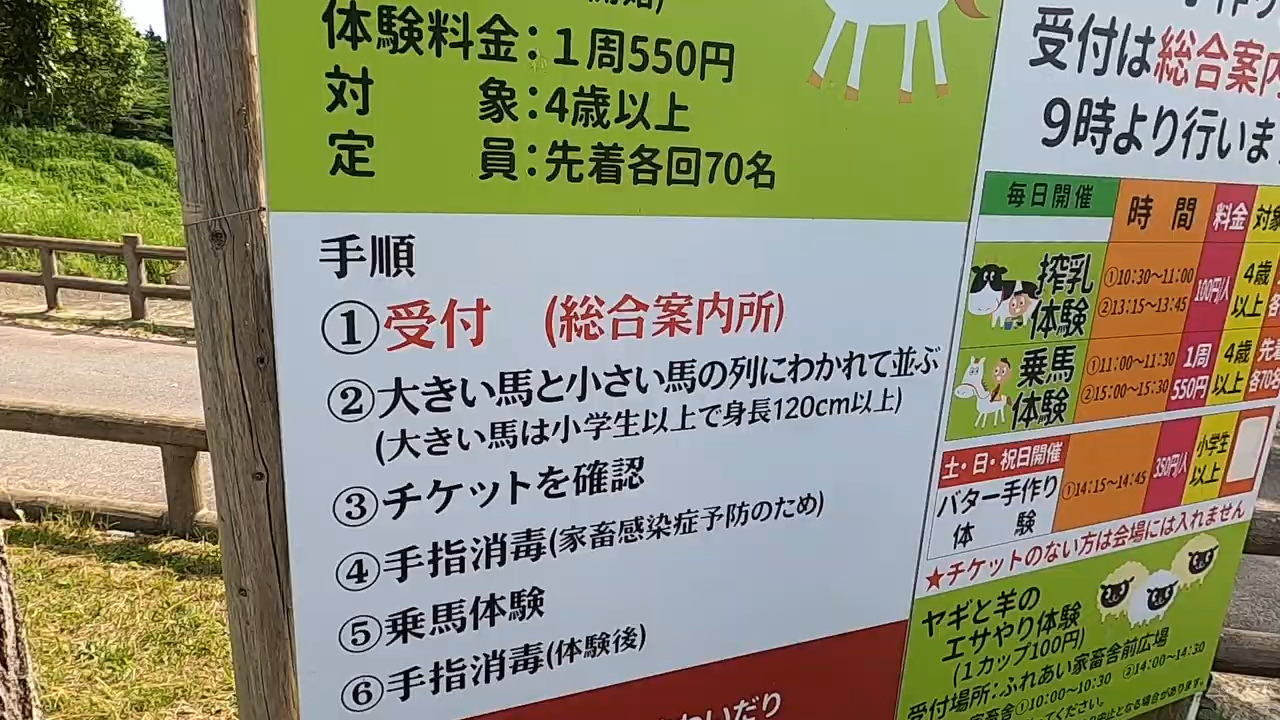 体験料金：１周550円
対　　象：4歳以上
定　　員：先着各回70名
手順
①受付　(総合案内所)
②大きい馬と小さい馬の列にわかれて並ぶ
(大きい馬は小学生以上で身長120cm以上)
③チケットを確認
④手指消毒(家畜感染症予防のため)
⑤乗馬体験
⑥手指消毒(体験後)
受付は総合案内
9時より行いま
毎日開催　時間　料金　対象
搾乳体験　①10:30～11:00　②13:15～13:45　100円/人　4歳以上
乗馬体験　①11:00～11:30　②15:00～15:30　1周550円　4歳以上　先着各70名
土・日・祝日開催
バター手作り体験　①14:15～14:45　350円/人　小学生以上
★チケットのない方は会場には入れません
ヤギと羊の
エサやり体験
(1カップ100円)
受付場所：ふれあい家畜舎前広場
①10:00～10:30　②14:00～14:30